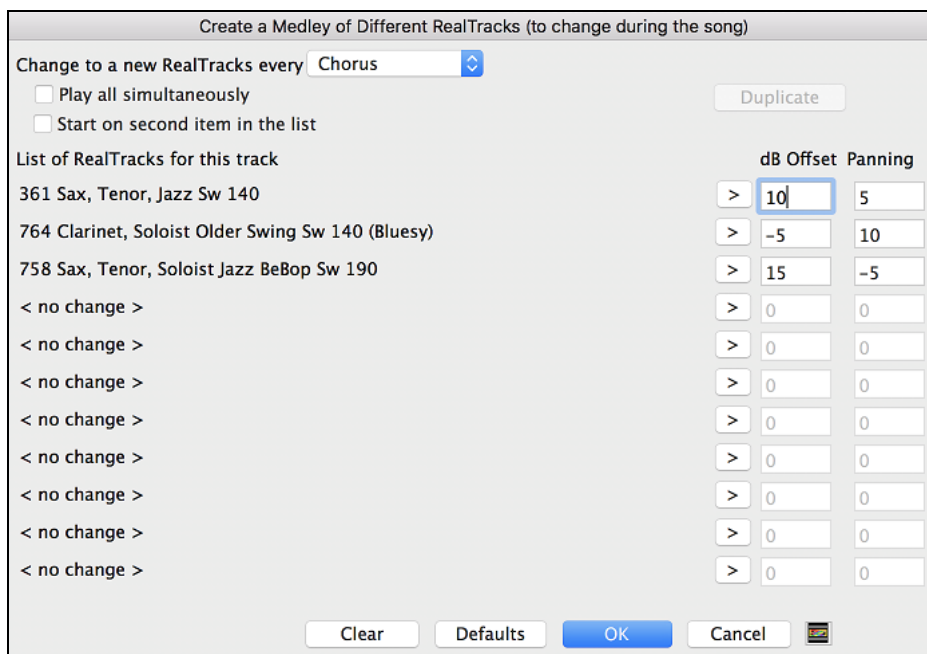 Create a Medley of Different RealTracks (to change during the song)
Change to a new RealTracks every Chorus
Play all simultaneously
Duplicate
Start on second item in the list
List of RealTracks for this track dB Offset Panning
361 Sax, Tenor, Jazz Sw 140 > 10 5
764 Clarinet, Soloist Older Swing Sw 140 (Bluesy) > -5 10
758 Sax, Tenor, Soloist Jazz BeBop Sw 190 > 15 -5
< no change > > 0 0
< no change > > 0 0
< no change > > 0 0
< no change > > 0 0
< no change > > 0 0
< no change > > 0 0
< no change > > 0 0
< no change > > 0 0
Clear Defaults OK Cancel